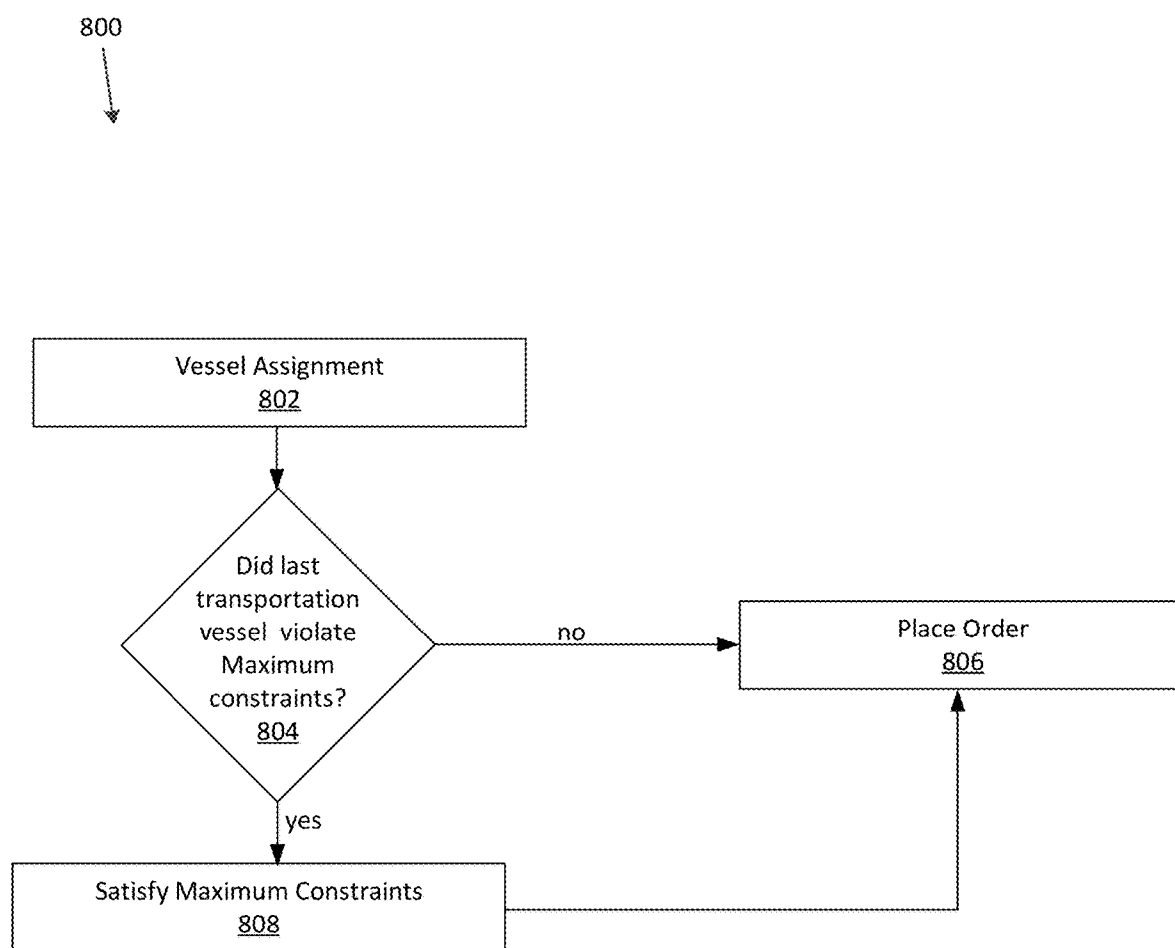 800
Vessel Assignment
802
Did last
transportation
vessel violate
Maximum
constraints?
804
no
Place Order
806
yes
Satisfy Maximum Constraints
808